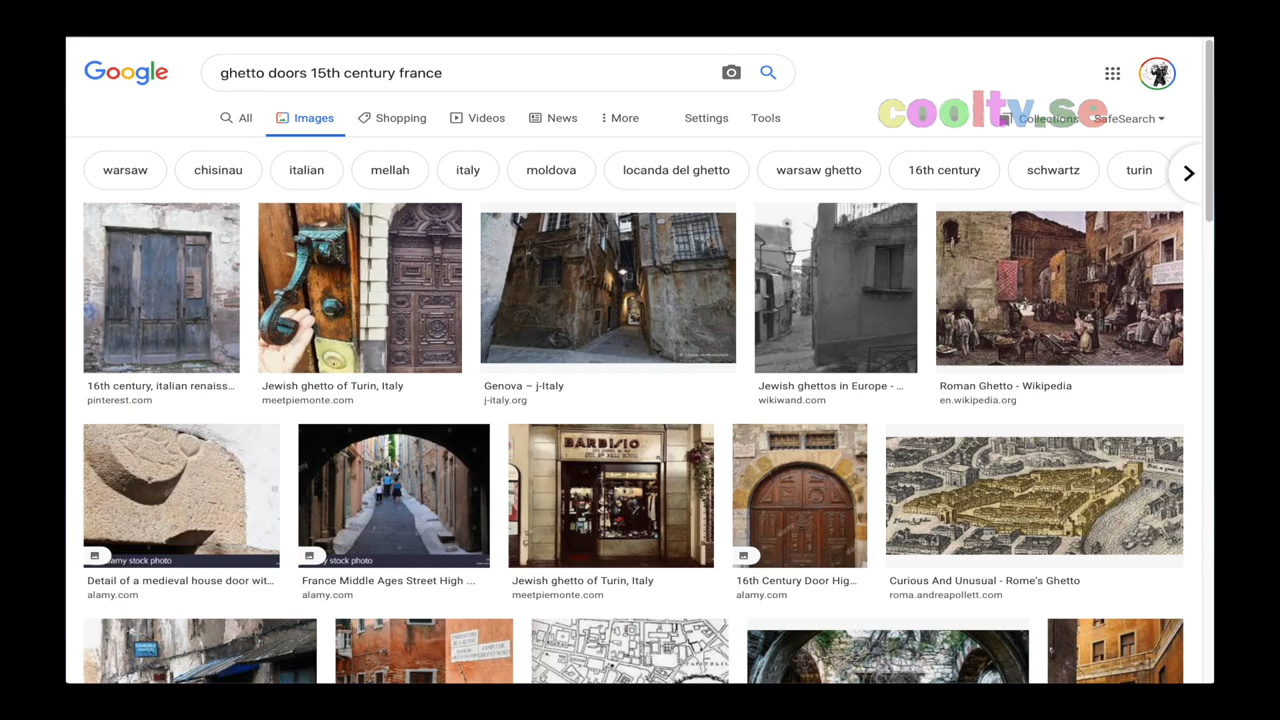 Google
ghetto doors 15th century france
cooltv.se
All
Images
Shopping
Videos
News
More
Settings
Tools
Collections
SafeSearch
warsaw
chisinau
italian
mellah
italy
moldova
locanda del ghetto
warsaw ghetto
16th century
schwartz
turin
16th century, italian renaiss...
pinterest.com
Jewish ghetto of Turin, Italy
meetpiemonte.com
Genova – j-Italy
j-italy.org
Jewish ghettos in Europe - ...
wikiwand.com
Roman Ghetto - Wikipedia
en.wikipedia.org
BARBISIO
alamy stock photo
alamy stock photo
Detail of a medieval house door wit...
alamy.com
France Middle Ages Street High ...
alamy.com
Jewish ghetto of Turin, Italy
meetpiemonte.com
16th Century Door Hig...
alamy.com
Curious And Unusual - Rome's Ghetto
roma.andreapollett.com